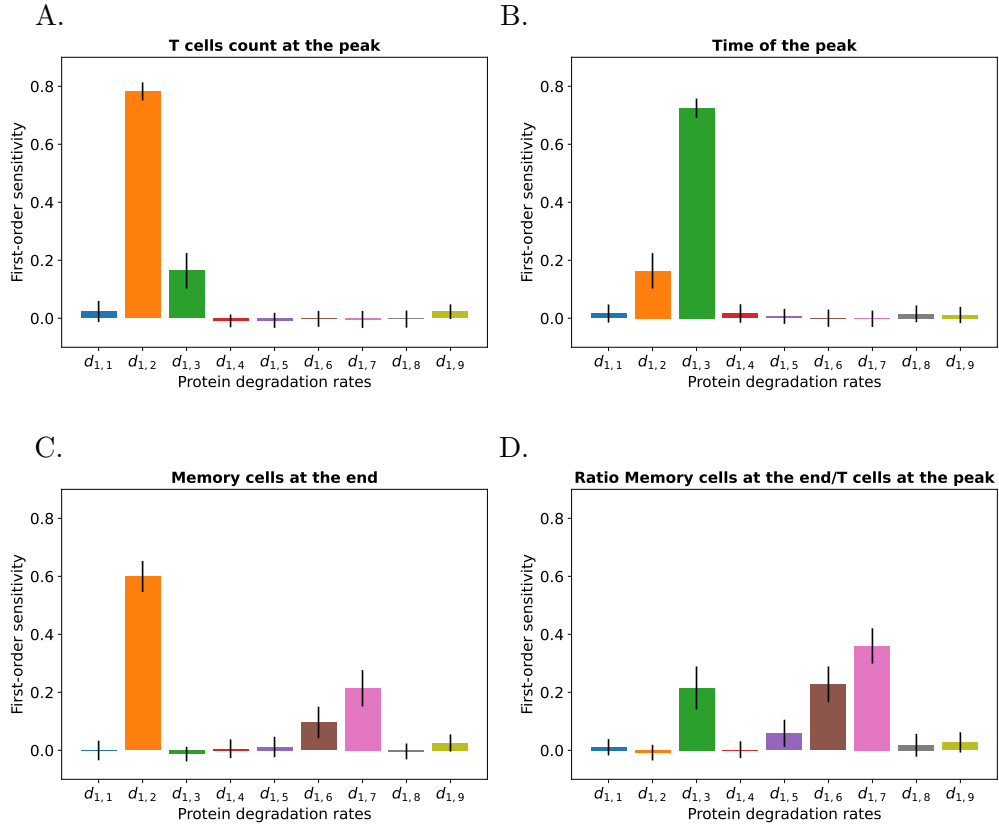 A.
T cells count at the peak
First-order sensitivity
0.8
0.6
0.4
0.2
0.0
d1,1 d1,2 d1,3 d1,4 d1,5 d1,6 d1,7 d1,8 d1,9
Protein degradation rates
B.
Time of the peak
First-order sensitivity
0.8
0.6
0.4
0.2
0.0
d1,1 d1,2 d1,3 d1,4 d1,5 d1,6 d1,7 d1,8 d1,9
Protein degradation rates
C.
Memory cells at the end
First-order sensitivity
0.8
0.6
0.4
0.2
0.0
d1,1 d1,2 d1,3 d1,4 d1,5 d1,6 d1,7 d1,8 d1,9
Protein degradation rates
D.
Ratio Memory cells at the end/T cells at the peak
First-order sensitivity
0.8
0.6
0.4
0.2
0.0
d1,1 d1,2 d1,3 d1,4 d1,5 d1,6 d1,7 d1,8 d1,9
Protein degradation rates